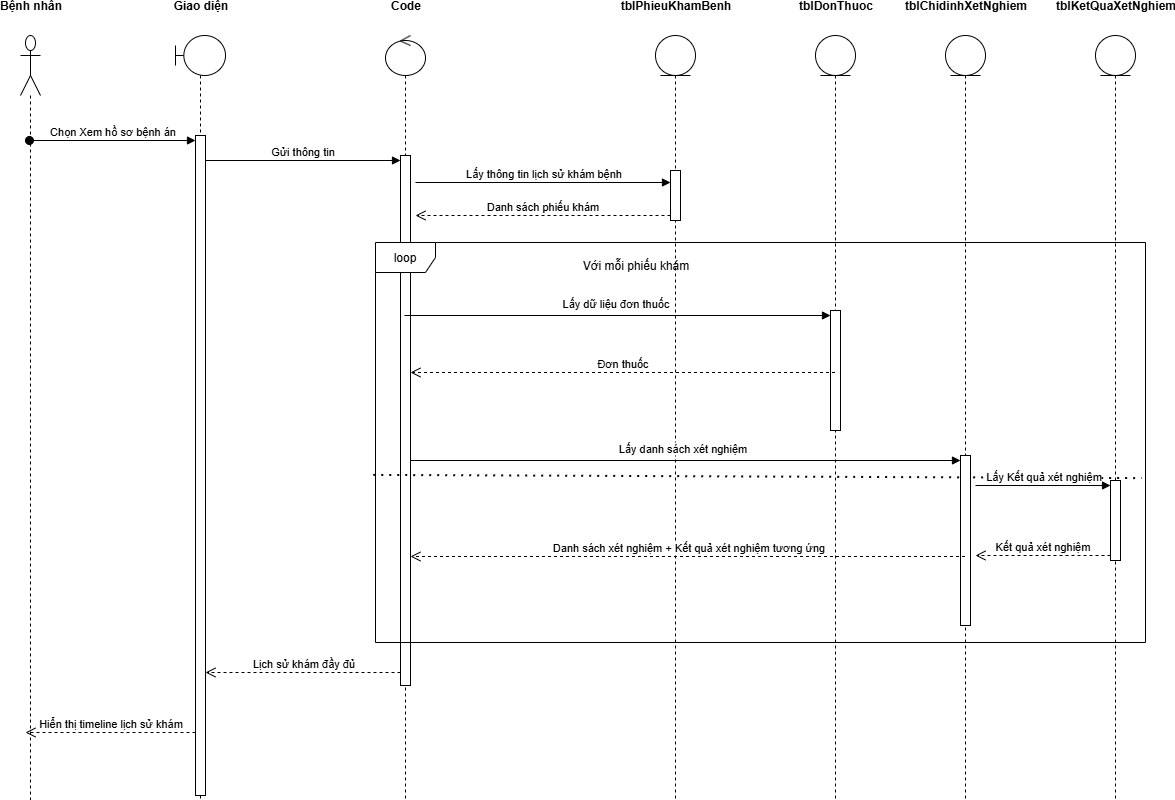 Bệnh nhân
Giao diện
Code
tblPhieuKhamBenh
tblDonThuoc
tblChidinhXetNghiem
tblKetQuaXetNghiem
Chọn Xem hồ sơ bệnh án
Gửi thông tin
Lấy thông tin lịch sử khám bệnh
Danh sách phiếu khám
loop
Với mỗi phiếu khám
Lấy dữ liệu đơn thuốc
Đơn thuốc
Lấy danh sách xét nghiệm
Lấy Kết quả xét nghiệm
Kết quả xét nghiệm
Danh sách xét nghiệm + Kết quả xét nghiệm tương ứng
Lịch sử khám đầy đủ
Hiển thị timeline lịch sử khám